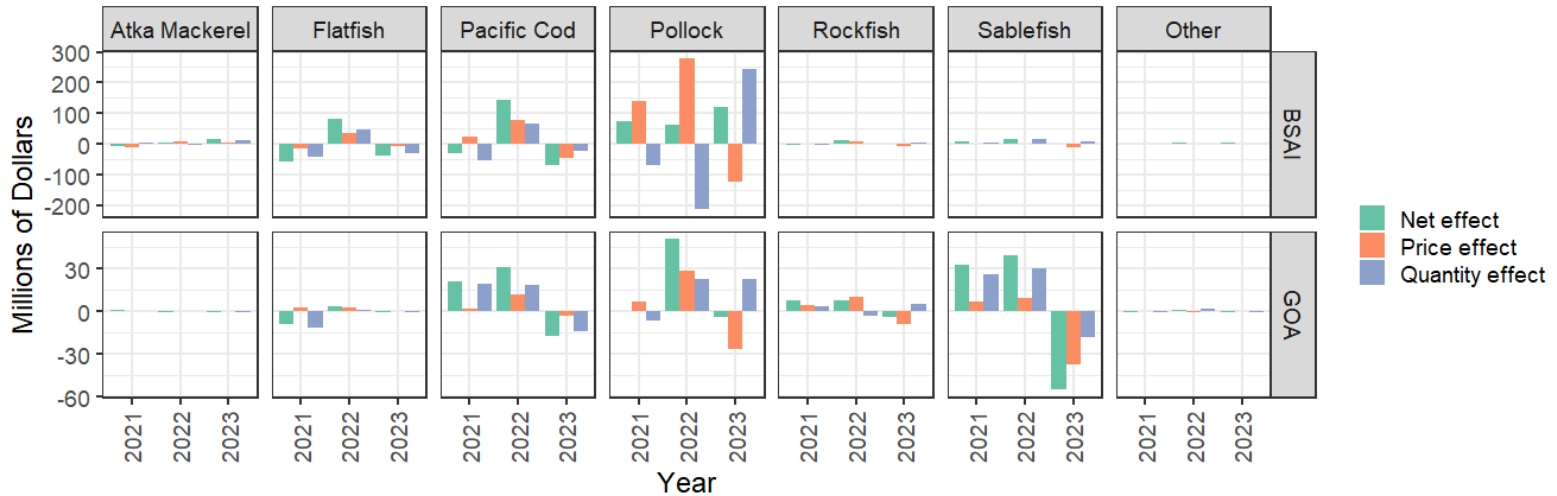 Atka Mackerel Flatfish Pacific Cod Pollock Rockfish Sablefish Other
300
200
100
0
-100
-200
BSAI
30
0
-30
-60
GOA
Millions of Dollars
Net effect
Price effect
Quantity effect
2021 2022 2023 2021 2022 2023 2021 2022 2023 2021 2022 2023 2021 2022 2023 2021 2022 2023 2021 2022 2023
Year